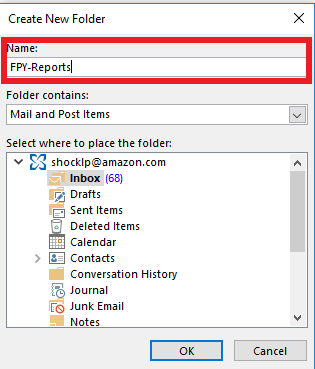 Create New Folder
Name:
FPY-Reports
Folder contains:
Mail and Post Items
Select where to place the folder:
shocklp@amazon.com
Inbox (68)
Drafts
Sent Items
Deleted Items
Calendar
Contacts
Conversation History
Journal
Junk Email
Notes
OK
Cancel